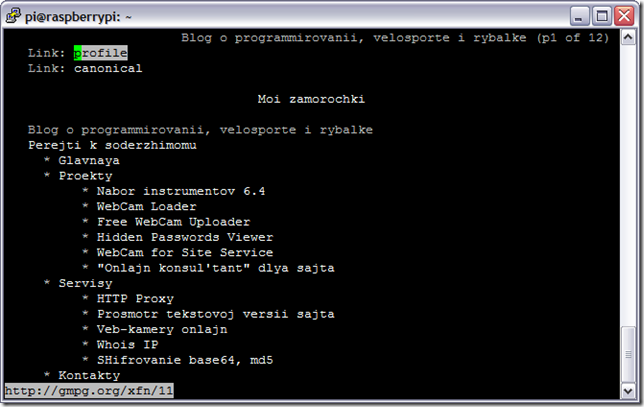 pi@raspberrypi: ~
Blog o programmirovanii, velosporte i rybalke (p1 of 12)
Link: profile
Link: canonical
Moi zamorochki
Blog o programmirovanii, velosporte i rybalke
Perejti k soderzhimomu
* Glavnaya
* Proekty
* Nabor instrumentov 6.4
* WebCam Loader
* Free WebCam Uploader
* Hidden Passwords Viewer
* WebCam for Site Service
* "Onlajn konsul'tant" dlya sajta
* Servisy
* HTTP Proxy
* Prosmotr tekstovoj versii sajta
* Veb-kamery onlajn
* Whois IP
* SHifrovanie base64, md5
* Kontakty
http://gmpg.org/xfn/11